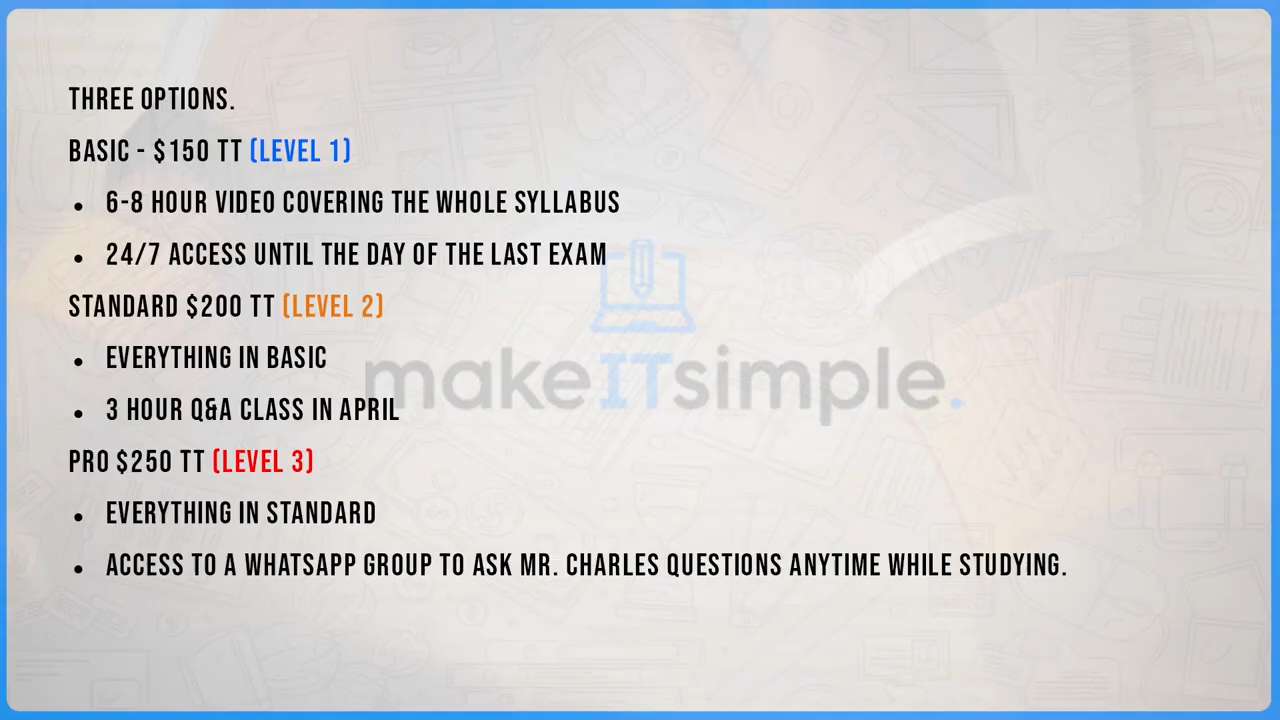 THREE OPTIONS.
BASIC - $150 TT (LEVEL 1)
• 6-8 HOUR VIDEO COVERING THE WHOLE SYLLABUS
• 24/7 ACCESS UNTIL THE DAY OF THE LAST EXAM
STANDARD $200 TT (LEVEL 2)
• EVERYTHING IN BASIC
makeITsimple.
• 3 HOUR Q&A CLASS IN APRIL
PRO $250 TT (LEVEL 3)
• EVERYTHING IN STANDARD
• ACCESS TO A WHATSAPP GROUP TO ASK MR. CHARLES QUESTIONS ANYTIME WHILE STUDYING.